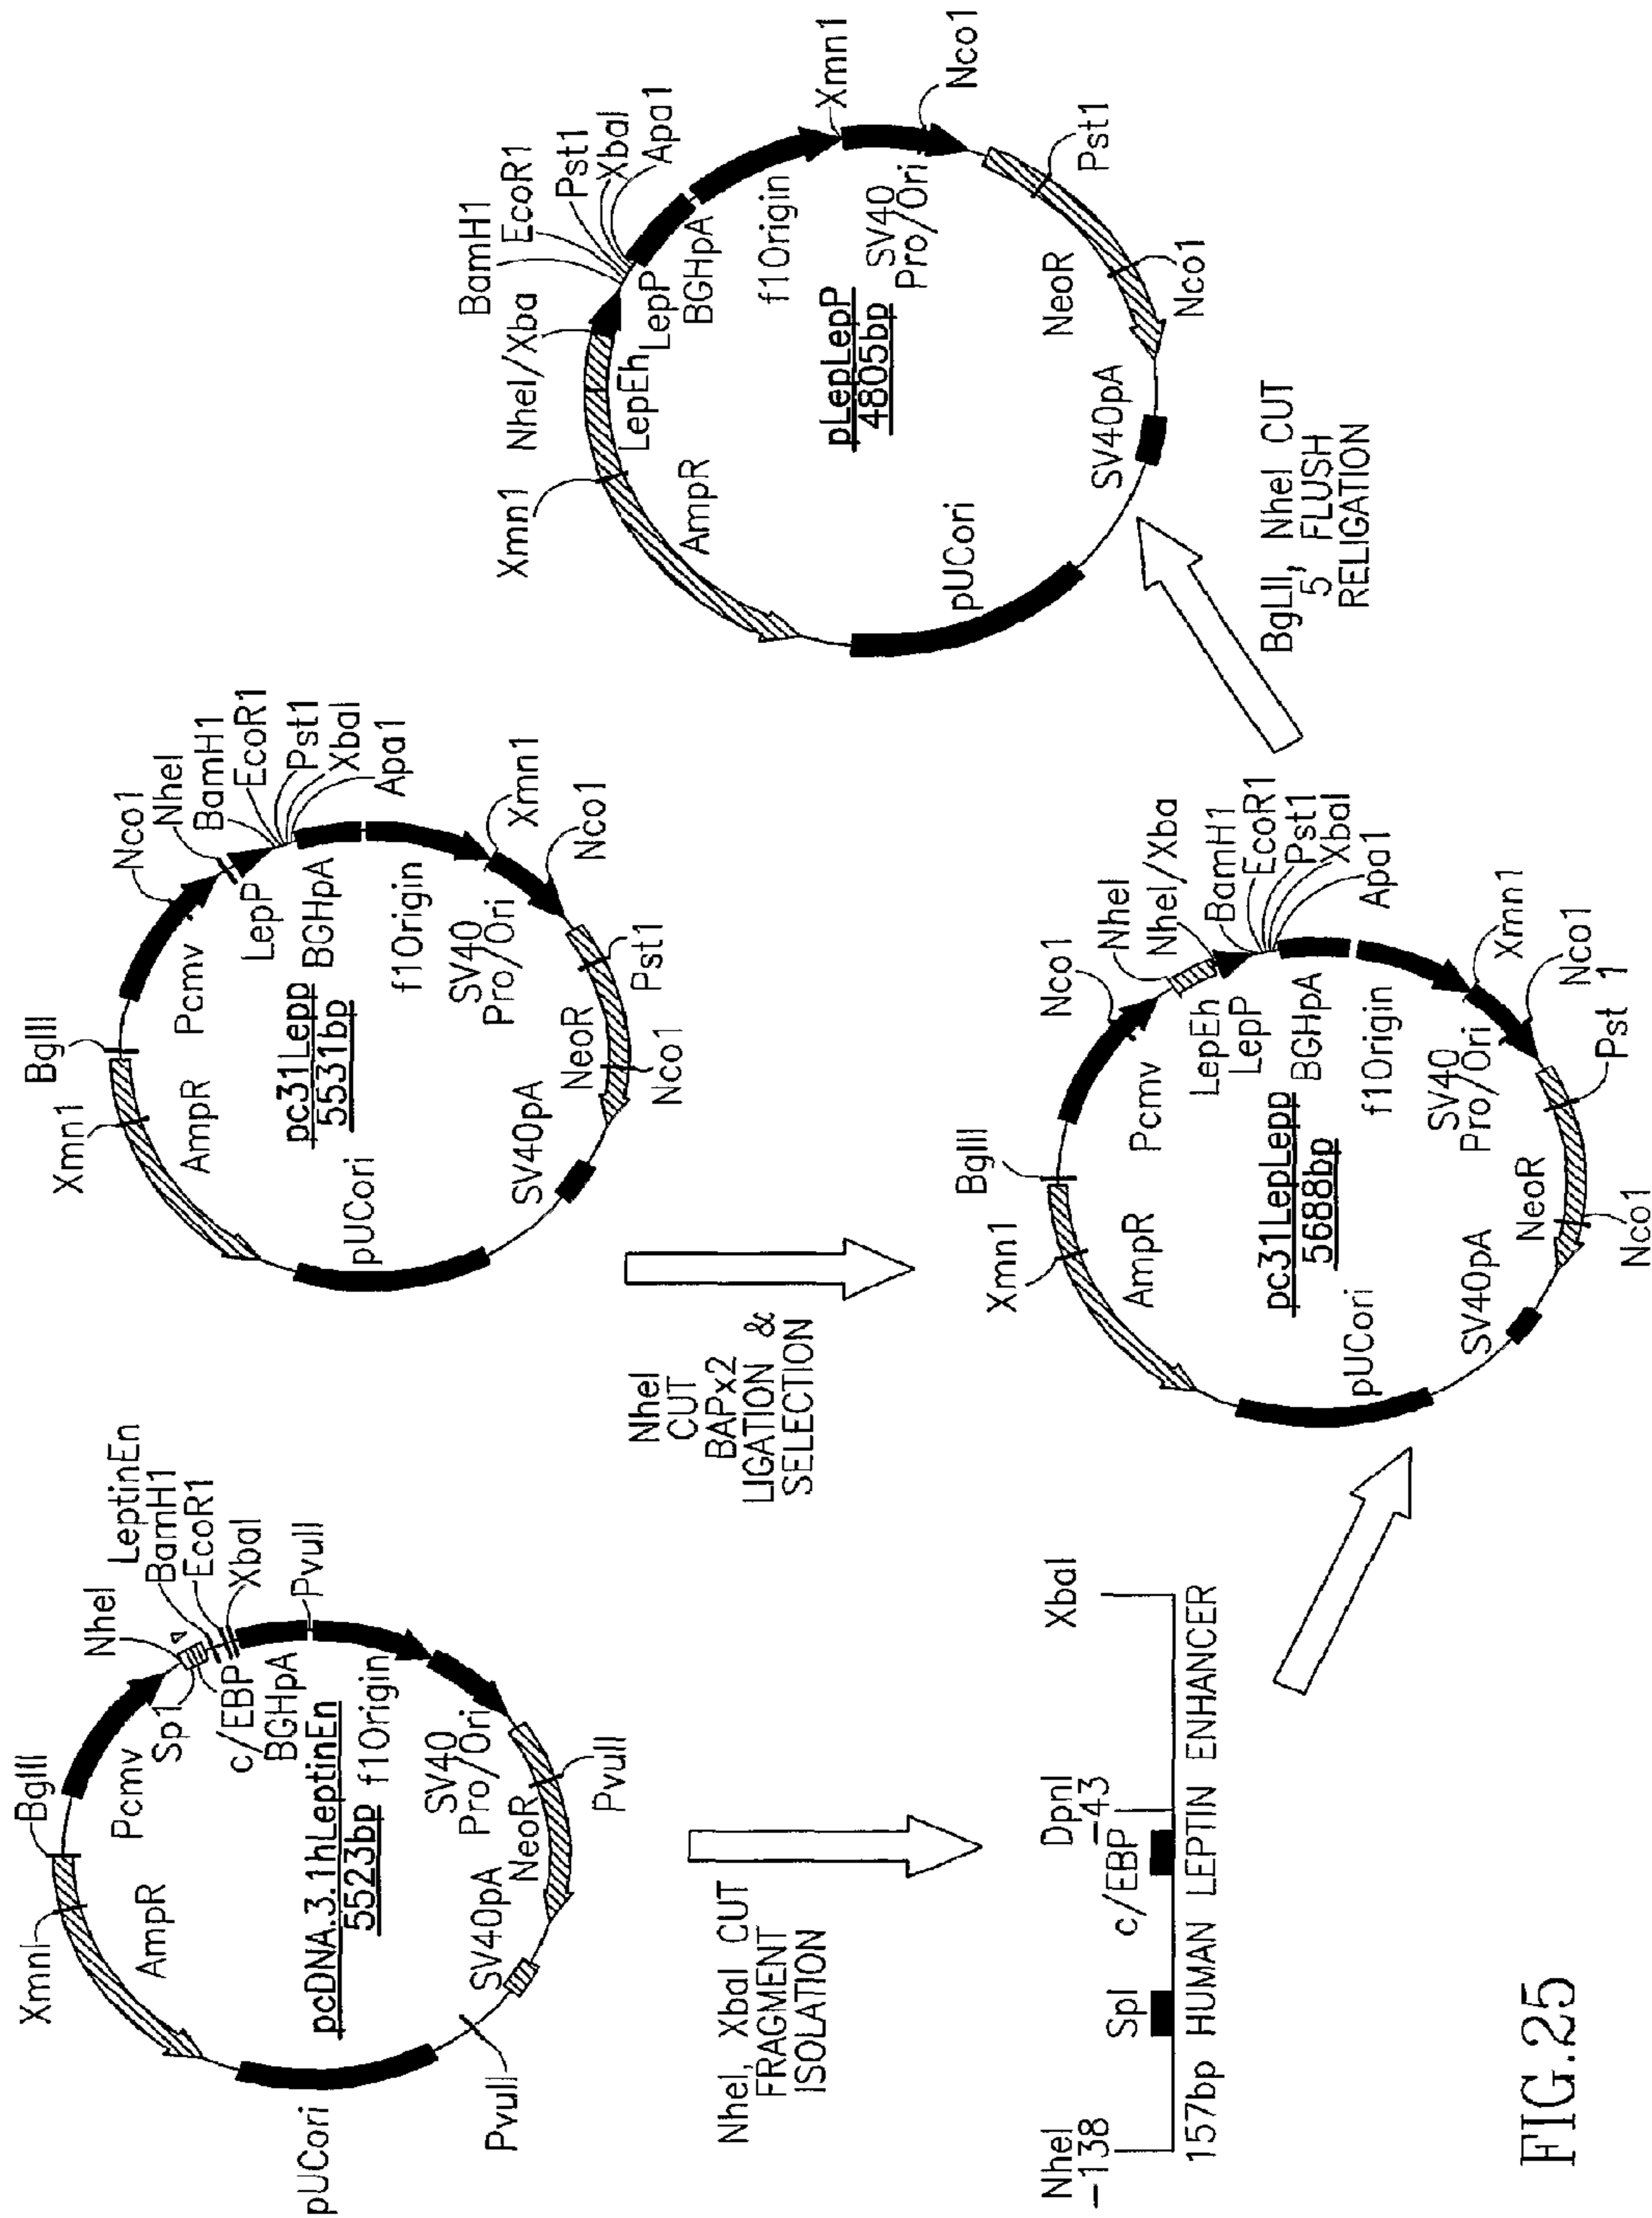 XmnI
BglII
Pcmv
NheI
LeptinEn
BamH1
EcoR1
XbaI
PvuII
Sp1
c/EBP
BGHpA
AmpR
pcDNA.3.1hLeptinEn
5523bp
f1Origin
SV40
Pro/Ori
NeoR
PvuII
SV40pA
PvuII
pUCori
NheI, XbaI CUT
FRAGMENT
ISOLATION
NheI
-138
SpI
c/EBP
DpnI
-43
XbaI
157bp HUMAN LEPTIN ENHANCER
Xmn1
BglII
Pcmv
Nco1
NheI
BamH1
EcoR1
Pst1
XbaI
Apa1
LepP
BGHpA
AmpR
pc31Lepp
5531bp
f1Origin
Xmn1
SV40
Pro/Ori
Nco1
Pst1
NeoR
Nco1
SV40pA
pUCori
NheI
CUT
BAPx2
LIGATION &
SELECTION
Xmn1
BglII
Pcmv
Nco1
NheI
NheI/Xba
BamH1
EcoR1
Pst1
XbaI
Apa1
LepEh
LepP
BGHpA
AmpR
pc31LepLepp
5688bp
f1Origin
Xmn1
SV40
Pro/Ori
Nco1
Pst 1
NeoR
Nco1
SV40pA
pUCori
BgLII, NheI CUT
5' FLUSH
RELIGATION
Xmn1
NheI/Xba
BamH1
EcoR1
Pst1
XbaI
Apa1
LepEh
LepP
BGHpA
AmpR
f1Origin
Xmn1
pLepLepP
4805bp
SV40
Pro/Ori
Nco1
Pst1
NeoR
Nco1
SV40pA
pUCori
FIG.25